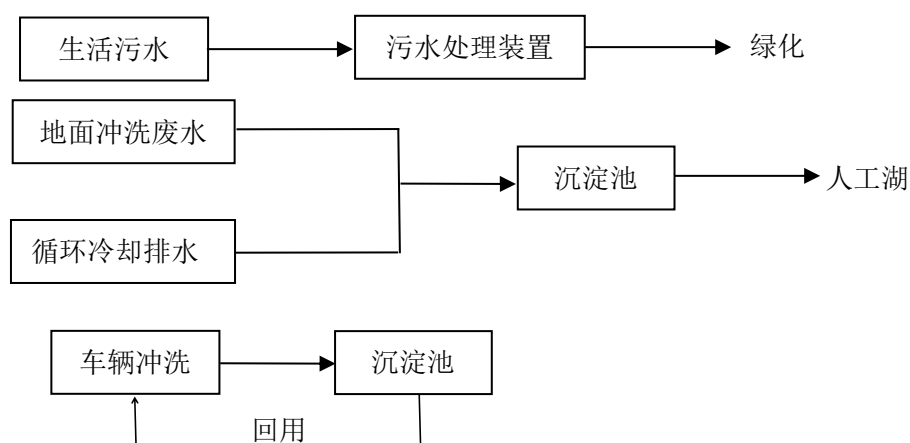 生活污水
污水处理装置
绿化
地面冲洗废水
沉淀池
人工湖
循环冷却排水
车辆冲洗
沉淀池
回用